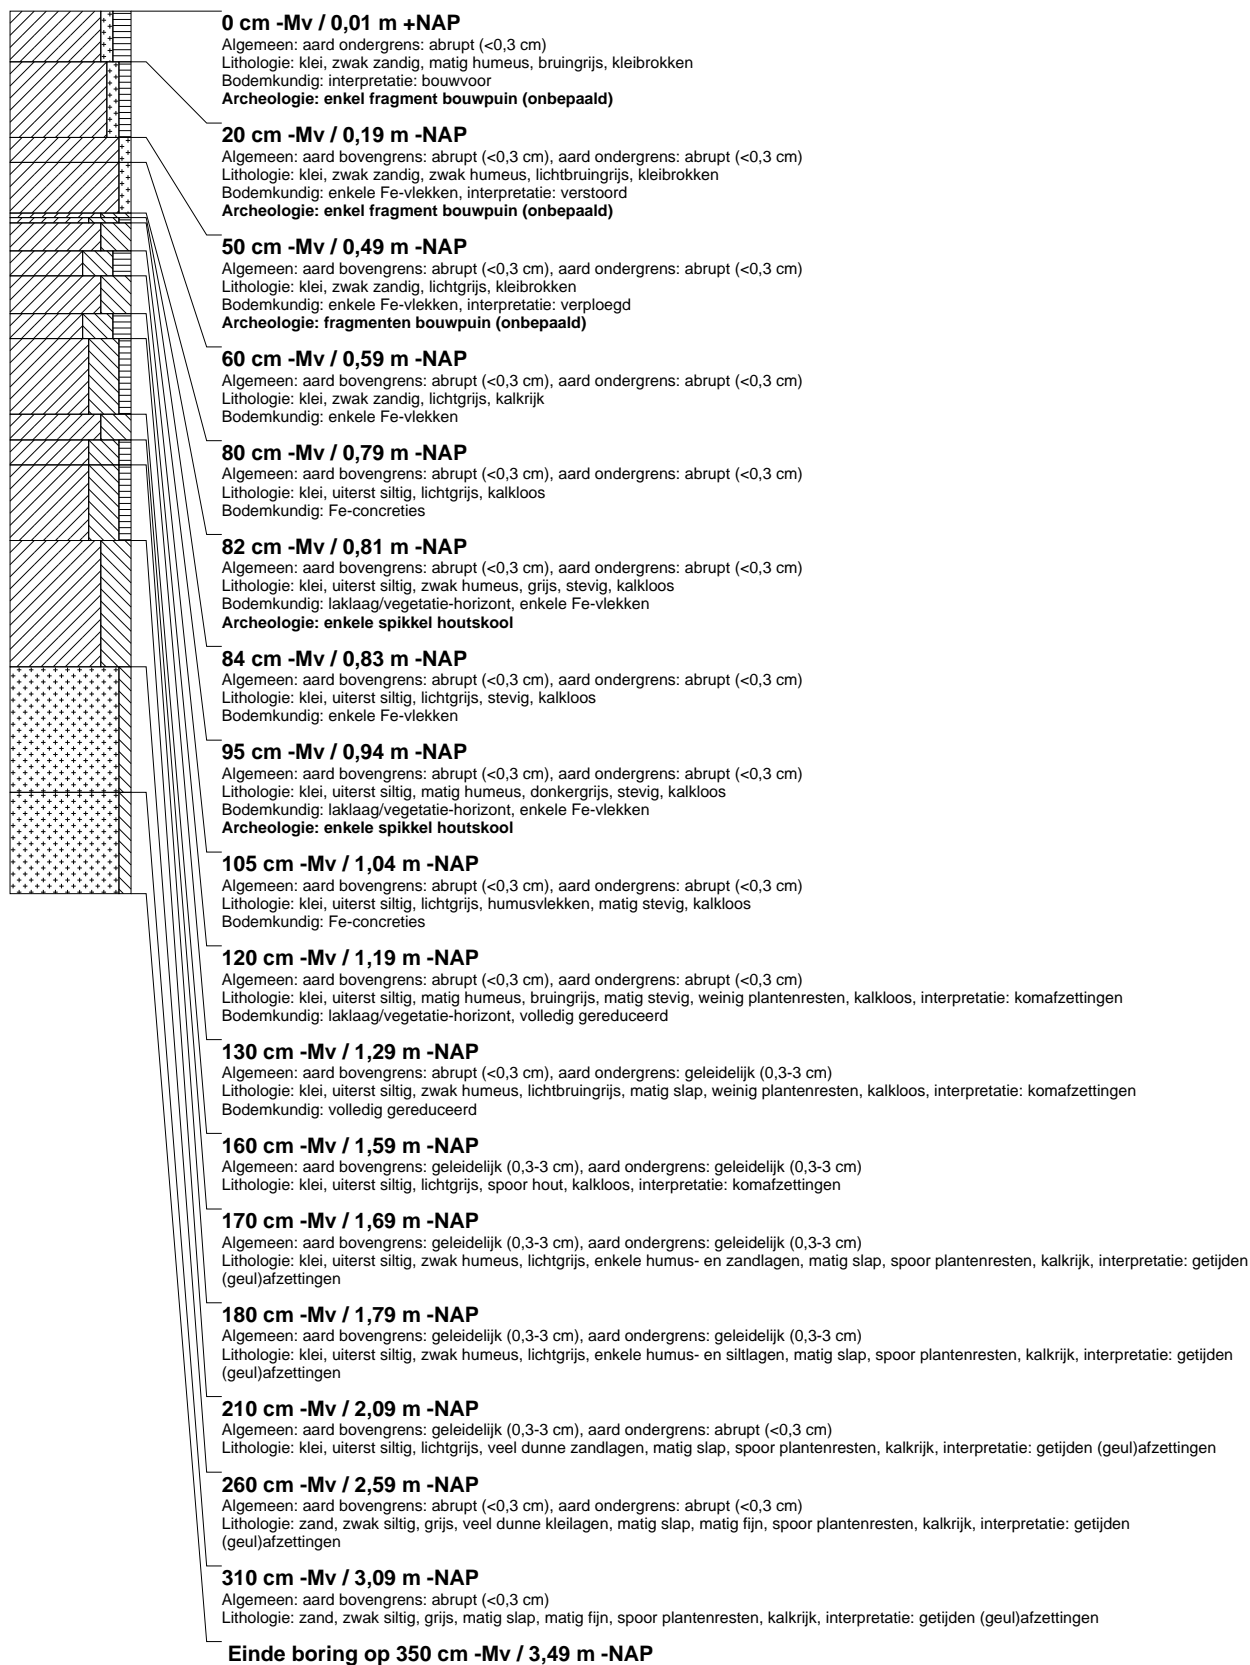 0 cm -Mv / 0,01 m +NAP
Algemeen: aard ondergrens: abrupt (<0,3 cm)
Lithologie: klei, zwak zandig, matig humeus, bruingrijs, kleibrokken
Bodemkundig: interpretatie: bouwvoor
Archeologie: enkel fragment bouwpuin (onbepaald)
20 cm -Mv / 0,19 m -NAP
Algemeen: aard bovengrens: abrupt (<0,3 cm), aard ondergrens: abrupt (<0,3 cm)
Lithologie: klei, zwak zandig, zwak humeus, lichtbruingrijs, kleibrokken
Bodemkundig: enkele Fe-vlekken, interpretatie: verstoord
Archeologie: enkel fragment bouwpuin (onbepaald)
50 cm -Mv / 0,49 m -NAP
Algemeen: aard bovengrens: abrupt (<0,3 cm), aard ondergrens: abrupt (<0,3 cm)
Lithologie: klei, zwak zandig, lichtgrijs, kleibrokken
Bodemkundig: enkele Fe-vlekken, interpretatie: verploegd
Archeologie: fragmenten bouwpuin (onbepaald)
60 cm -Mv / 0,59 m -NAP
Algemeen: aard bovengrens: abrupt (<0,3 cm), aard ondergrens: abrupt (<0,3 cm)
Lithologie: klei, zwak zandig, lichtgrijs, kalkrijk
Bodemkundig: enkele Fe-vlekken
80 cm -Mv / 0,79 m -NAP
Algemeen: aard bovengrens: abrupt (<0,3 cm), aard ondergrens: abrupt (<0,3 cm)
Lithologie: klei, uiterst siltig, lichtgrijs, kalkloos
Bodemkundig: Fe-concreties
82 cm -Mv / 0,81 m -NAP
Algemeen: aard bovengrens: abrupt (<0,3 cm), aard ondergrens: abrupt (<0,3 cm)
Lithologie: klei, uiterst siltig, zwak humeus, grijs, stevig, kalkloos
Bodemkundig: laklaag/vegetatie-horizont, enkele Fe-vlekken
Archeologie: enkele spikkel houtskool
84 cm -Mv / 0,83 m -NAP
Algemeen: aard bovengrens: abrupt (<0,3 cm), aard ondergrens: abrupt (<0,3 cm)
Lithologie: klei, uiterst siltig, lichtgrijs, stevig, kalkloos
Bodemkundig: enkele Fe-vlekken
95 cm -Mv / 0,94 m -NAP
Algemeen: aard bovengrens: abrupt (<0,3 cm), aard ondergrens: abrupt (<0,3 cm)
Lithologie: klei, uiterst siltig, matig humeus, donkergrijs, stevig, kalkloos
Bodemkundig: laklaag/vegetatie-horizont, enkele Fe-vlekken
Archeologie: enkele spikkel houtskool
105 cm -Mv / 1,04 m -NAP
Algemeen: aard bovengrens: abrupt (<0,3 cm), aard ondergrens: abrupt (<0,3 cm)
Lithologie: klei, uiterst siltig, lichtgrijs, humusvlekken, matig stevig, kalkloos
Bodemkundig: Fe-concreties
120 cm -Mv / 1,19 m -NAP
Algemeen: aard bovengrens: abrupt (<0,3 cm), aard ondergrens: abrupt (<0,3 cm)
Lithologie: klei, uiterst siltig, matig humeus, bruingrijs, matig stevig, weinig plantenresten, kalkloos, interpretatie: komafzettingen
Bodemkundig: laklaag/vegetatie-horizont, volledig gereduceerd
130 cm -Mv / 1,29 m -NAP
Algemeen: aard bovengrens: abrupt (<0,3 cm), aard ondergrens: geleidelijk (0,3-3 cm)
Lithologie: klei, uiterst siltig, zwak humeus, lichtbruingrijs, matig slap, weinig plantenresten, kalkloos, interpretatie: komafzettingen
Bodemkundig: volledig gereduceerd
160 cm -Mv / 1,59 m -NAP
Algemeen: aard bovengrens: geleidelijk (0,3-3 cm), aard ondergrens: geleidelijk (0,3-3 cm)
Lithologie: klei, uiterst siltig, lichtgrijs, spoor hout, kalkloos, interpretatie: komafzettingen
170 cm -Mv / 1,69 m -NAP
Algemeen: aard bovengrens: geleidelijk (0,3-3 cm), aard ondergrens: geleidelijk (0,3-3 cm)
Lithologie: klei, uiterst siltig, zwak humeus, lichtgrijs, enkele humus- en zandlagen, matig slap, spoor plantenresten, kalkrijk, interpretatie: getijden
(geul)afzettingen
180 cm -Mv / 1,79 m -NAP
Algemeen: aard bovengrens: geleidelijk (0,3-3 cm), aard ondergrens: geleidelijk (0,3-3 cm)
Lithologie: klei, uiterst siltig, zwak humeus, lichtgrijs, enkele humus- en siltlagen, matig slap, spoor plantenresten, kalkrijk, interpretatie: getijden
(geul)afzettingen
210 cm -Mv / 2,09 m -NAP
Algemeen: aard bovengrens: geleidelijk (0,3-3 cm), aard ondergrens: abrupt (<0,3 cm)
Lithologie: klei, uiterst siltig, lichtgrijs, veel dunne zandlagen, matig slap, spoor plantenresten, kalkrijk, interpretatie: getijden (geul)afzettingen
260 cm -Mv / 2,59 m -NAP
Algemeen: aard bovengrens: abrupt (<0,3 cm), aard ondergrens: abrupt (<0,3 cm)
Lithologie: zand, zwak siltig, grijs, veel dunne kleilagen, matig slap, matig fijn, spoor plantenresten, kalkrijk, interpretatie: getijden
(geul)afzettingen
310 cm -Mv / 3,09 m -NAP
Algemeen: aard bovengrens: abrupt (<0,3 cm)
Lithologie: zand, zwak siltig, grijs, matig slap, matig fijn, spoor plantenresten, kalkrijk, interpretatie: getijden (geul)afzettingen
Einde boring op 350 cm -Mv / 3,49 m -NAP